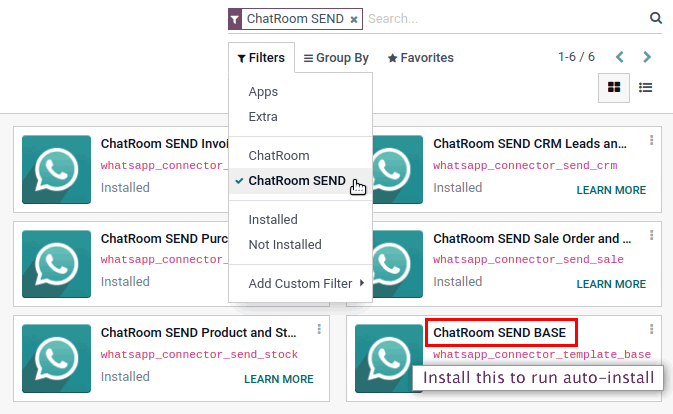 ChatRoom SEND ×
Search...
Filters
Group By
Favorites
1-6 / 6
Apps
Extra
ChatRoom
ChatRoom SEND
Installed
Not Installed
Add Custom Filter
ChatRoom SEND Invoi
whatsapp_connector_
Installed
ChatRoom SEND CRM Leads an...
whatsapp_connector_send_crm
Installed
LEARN MORE
ChatRoom SEND Purc
whatsapp_connector_
Installed
ChatRoom SEND Sale Order and ...
whatsapp_connector_send_sale
Installed
LEARN MORE
ChatRoom SEND Product and St...
whatsapp_connector_send_stock
Installed
LEARN MORE
ChatRoom SEND BASE
whatsapp_connector_template_base
Install this to run auto-install